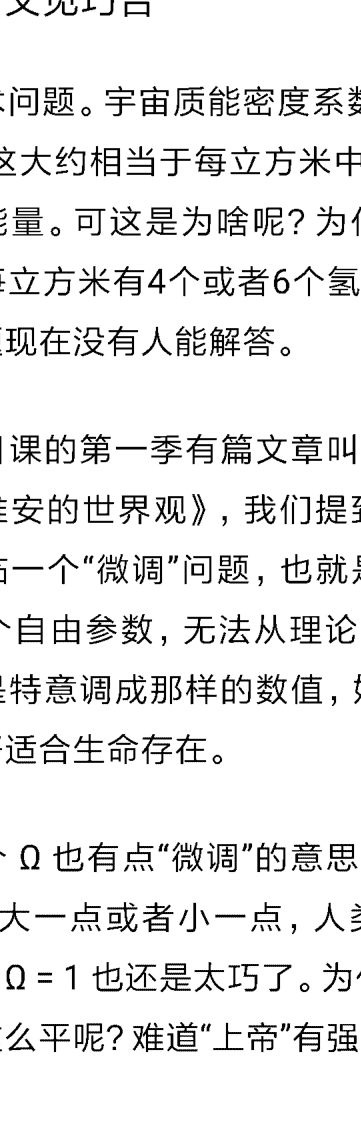 又见巧合
问题。宇宙质能密度系数
这大约相当于每立方米中
能量。可这是为啥呢？为什
每立方米有4个或者6个氢
现在没有人能解答。
课的第一季有篇文章叫
安的世界观》，我们提到
一个“微调”问题，也就是
个自由参数，无法从理论
是特意调成那样的数值，好
适合生命存在。
个 Ω 也有点“微调”的意思
大一点或者小一点，人类
Ω = 1 也还是太巧了。为什
么平呢？难道“上帝”有强